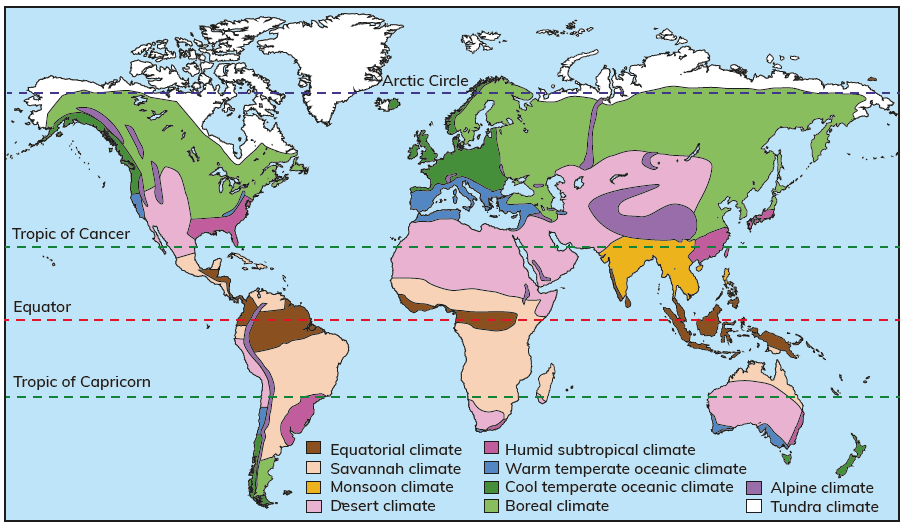 Arctic Circle
Tropic of Cancer
Equator
Tropic of Capricorn
Equatorial climate
Savannah climate
Monsoon climate
Desert climate
Humid subtropical climate
Warm temperate oceanic climate
Cool temperate oceanic climate
Boreal climate
Alpine climate
Tundra climate